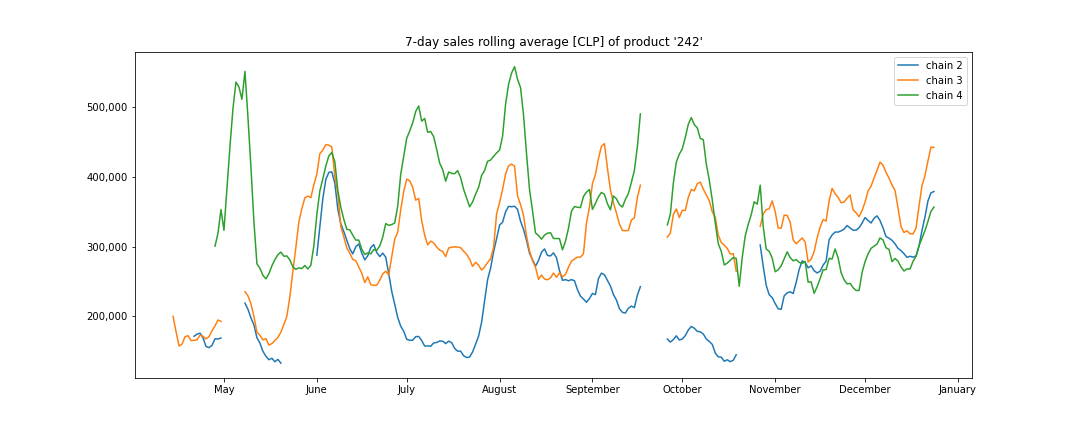 7-day sales rolling average [CLP] of product '242'
chain 2
chain 3
chain 4
500,000
400,000
300,000
200,000
May June July August September October November December January